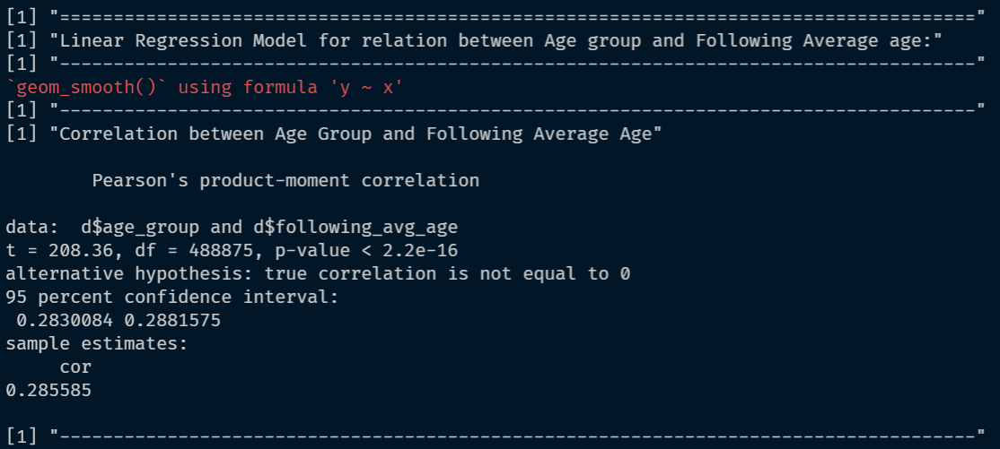 [1] "====================================================================================="
[1] "Linear Regression Model for relation between Age group and Following Average age:"
[1] "-------------------------------------------------------------------------------------"
`geom_smooth()` using formula 'y ~ x'
[1] "-------------------------------------------------------------------------------------"
[1] "Correlation between Age Group and Following Average Age"
Pearson's product-moment correlation
data:  d$age_group and d$following_avg_age
t = 208.36, df = 488875, p-value < 2.2e-16
alternative hypothesis: true correlation is not equal to 0
95 percent confidence interval:
 0.2830084 0.2881575
sample estimates:
     cor
0.285585
[1] "-------------------------------------------------------------------------------------"